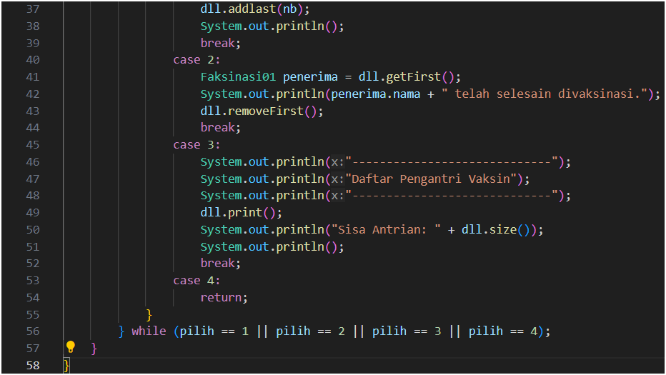 37 dll.addlast(nb);
38 System.out.println();
39 break;
40 case 2:
41 Faksinasi01 penerima = dll.getFirst();
42 System.out.println(penerima.nama + " telah selesain divaksinasi.");
43 dll.removeFirst();
44 break;
45 case 3:
46 System.out.println(x:"-----------------------------");
47 System.out.println(x:"Daftar Pengantri Vaksin");
48 System.out.println(x:"-----------------------------");
49 dll.print();
50 System.out.println("Sisa Antrian: " + dll.size());
51 System.out.println();
52 break;
53 case 4:
54 return;
55 }
56 } while (pilih == 1 || pilih == 2 || pilih == 3 || pilih == 4);
57 }
58 }